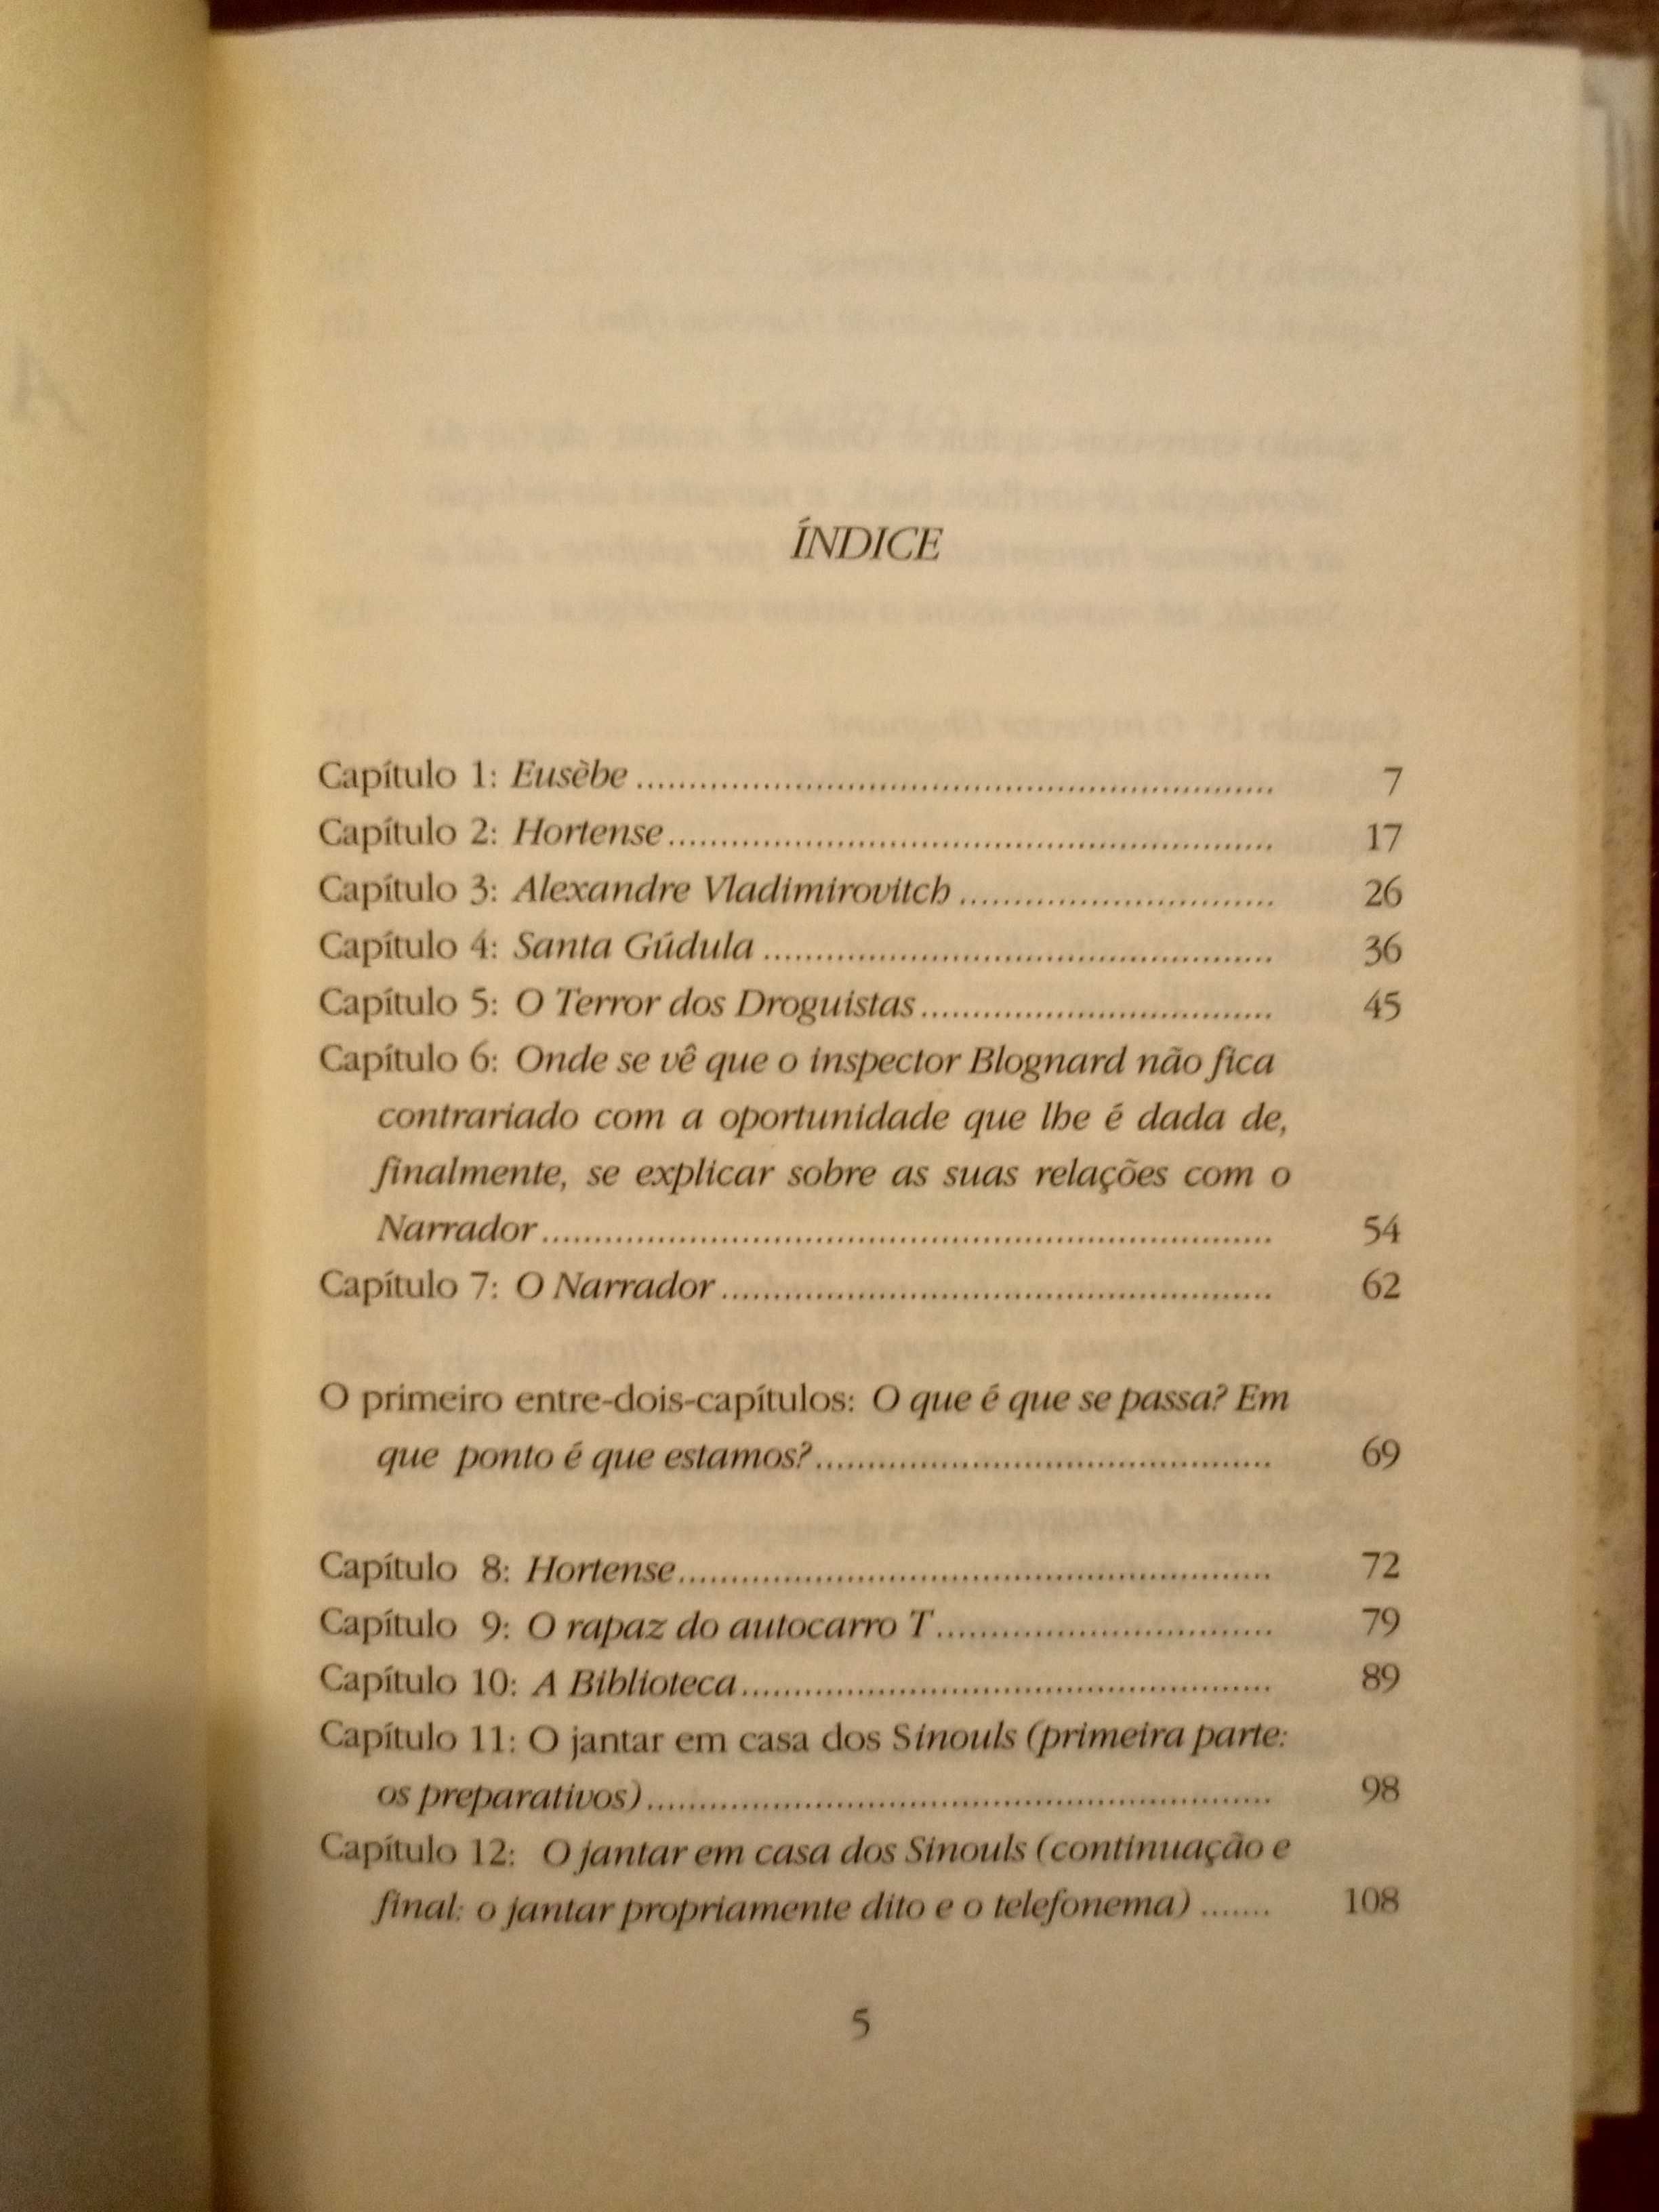 ÍNDICE
Capítulo 1: Eusèbe ............................................................... 7
Capítulo 2: Hortense ............................................................ 17
Capítulo 3: Alexandre Vladimirovitch ................................ 26
Capítulo 4: Santa Gúdula .................................................. 36
Capítulo 5: O Terror dos Droguistas ................................... 45
Capítulo 6: Onde se vê que o inspector Blognard não fica
contrariado com a oportunidade que lhe é dada de,
finalmente, se explicar sobre as suas relações com o
Narrador ........................................................................ 54
Capítulo 7: O Narrador ...................................................... 62
O primeiro entre-dois-capítulos: O que é que se passa? Em
que ponto é que estamos? ............................................. 69
Capítulo 8: Hortense .......................................................... 72
Capítulo 9: O rapaz do autocarro T ................................. 79
Capítulo 10: A Biblioteca .................................................... 89
Capítulo 11: O jantar em casa dos Sinouls (primeira parte:
os preparativos) .............................................................. 98
Capítulo 12: O jantar em casa dos Sinouls (continuação e
final: o jantar propriamente dito e o telefonema) ....... 108
5